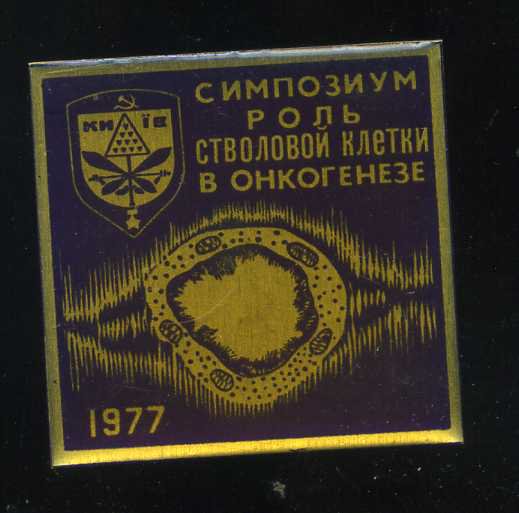 КИЇВ
СИМПОЗИУМ
РОЛЬ
СТВОЛОВОЙ КЛЕТКИ
В ОНКОГЕНЕЗЕ
1977